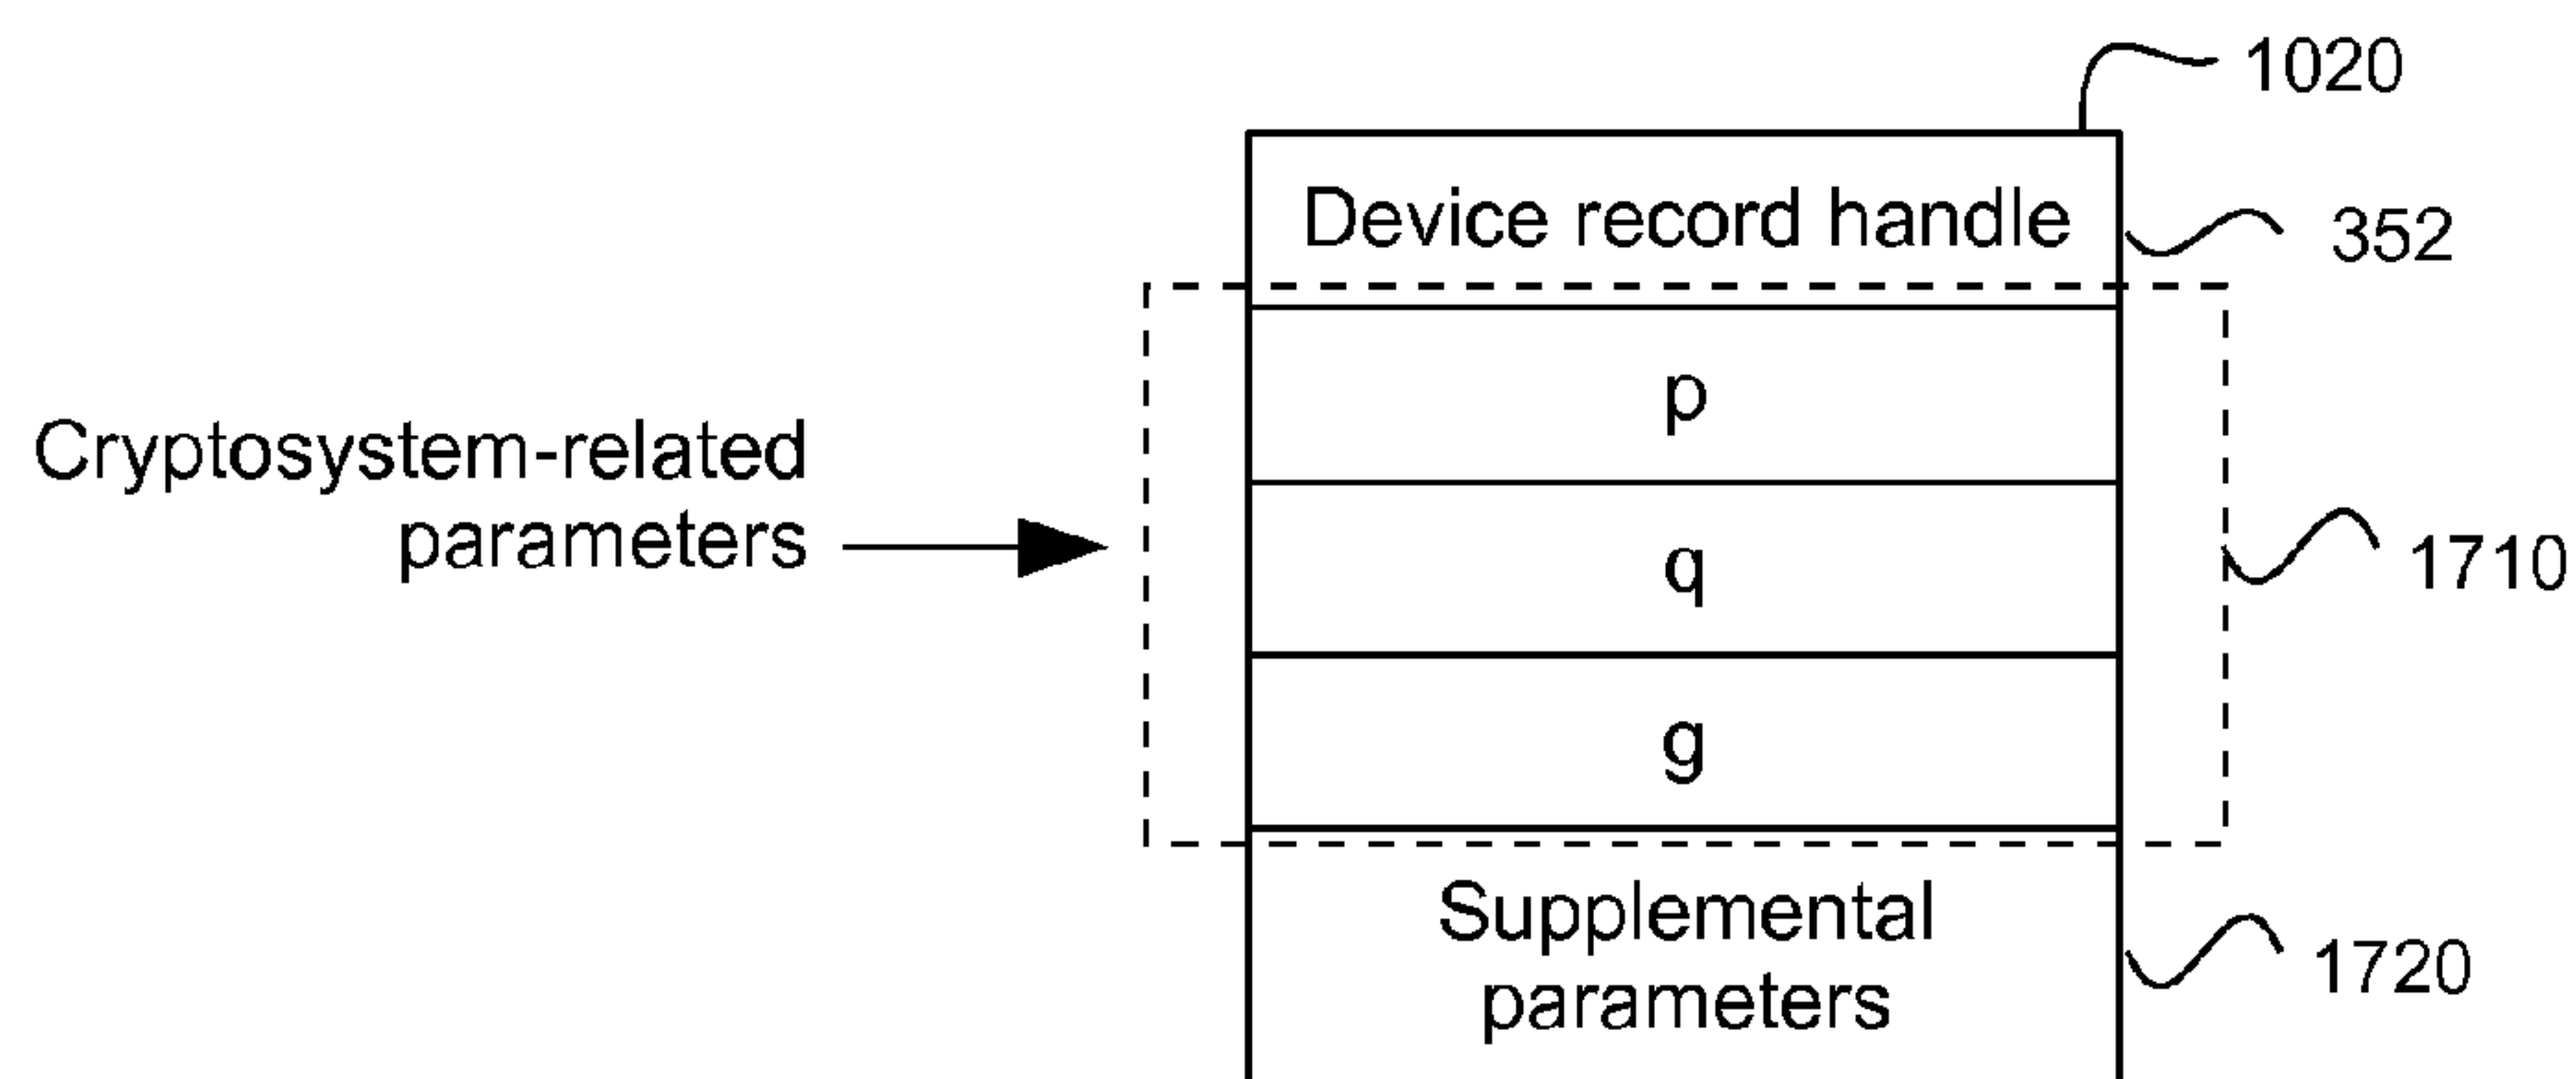 1020
Device record handle
352
p
Cryptosystem-related
parameters
q
1710
g
Supplemental
parameters
1720